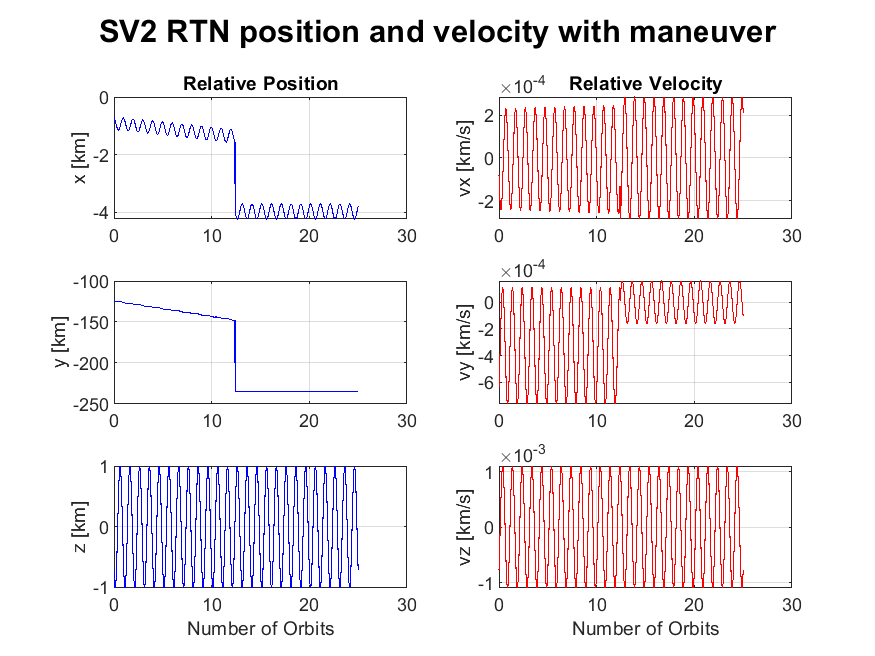 SV2 RTN position and velocity with maneuver
Relative Position
0
-2
-4
x [km]
0 10 20 30
Relative Velocity
×10-4
2
0
-2
vx [km/s]
0 10 20 30
-100
-150
-200
-250
y [km]
0 10 20 30
×10-4
0
-2
-4
-6
vy [km/s]
0 10 20 30
1
0
-1
z [km]
0 10 20 30
Number of Orbits
×10-3
1
0
-1
vz [km/s]
0 10 20 30
Number of Orbits